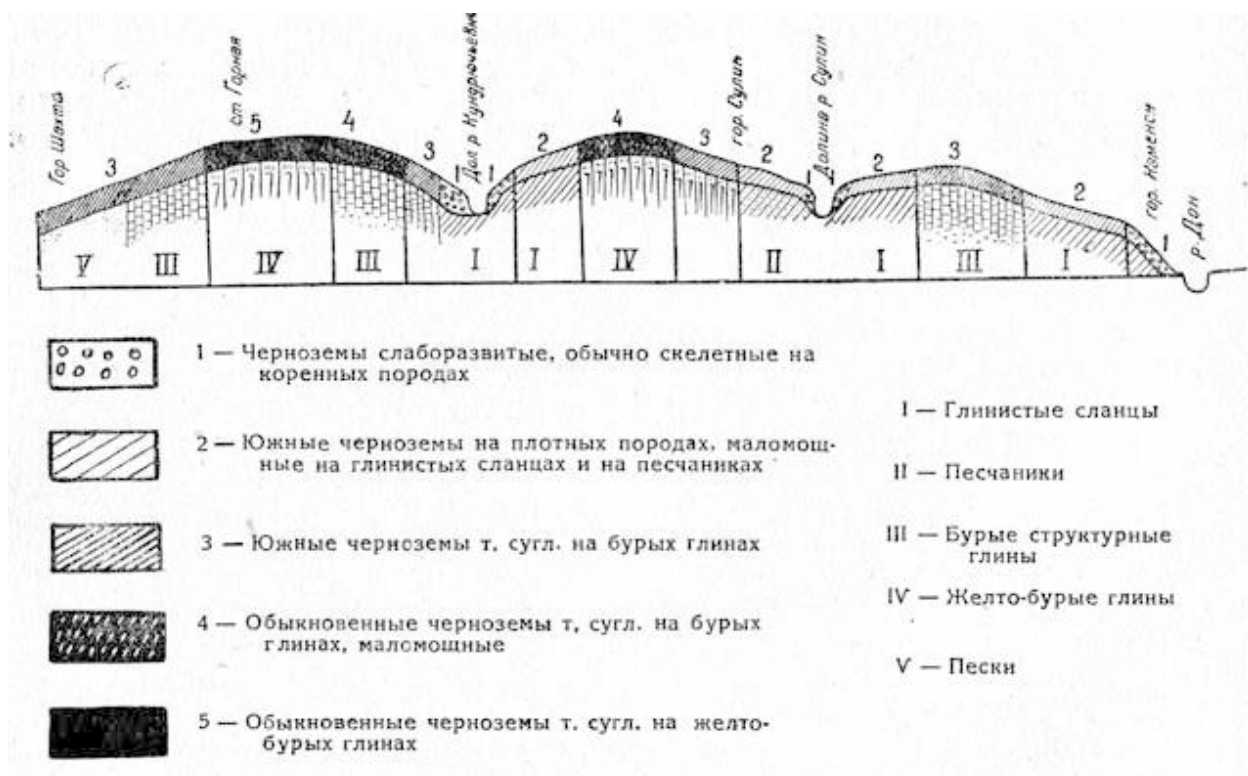 Гор Шахта
ст Горная
Дол р Кундрючьевки
гор. Сулин
Долина р Сулин
гор. Каменск
р. Дон
3 5 4 3 1 1 2 4 3 2 1 2 3 2 1
V III IV III I I IV II I III I
1 — Черноземы слаборазвитые, обычно скелетные на
коренных породах
2 — Южные черноземы на плотных породах, маломощ-
ные на глинистых сланцах и на песчаниках
3 — Южные черноземы т. сугл. на бурых глинах
4 — Обыкновенные черноземы т, сугл. на бурых
глинах, маломощные
5 — Обыкновенные черноземы т. сугл. на желто-
бурых глинах
I — Глинистые сланцы
II — Песчаники
III — Бурые структурные
глины
IV — Желто-бурые глины
V — Пески